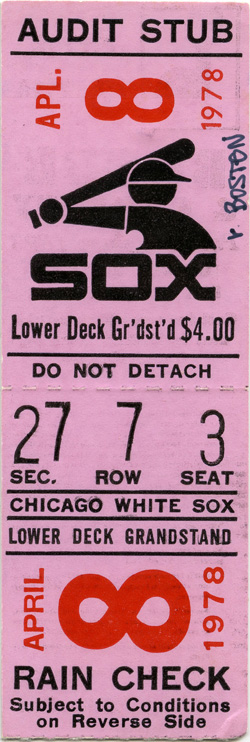 AUDIT STUB
APL. 8 1978
v BOSTON
SOX
Lower Deck Gr'dst'd $4.00
DO NOT DETACH
27 7 3
SEC. ROW SEAT
CHICAGO WHITE SOX
LOWER DECK GRANDSTAND
APRIL 8 1978
RAIN CHECK
Subject to Conditions
on Reverse Side